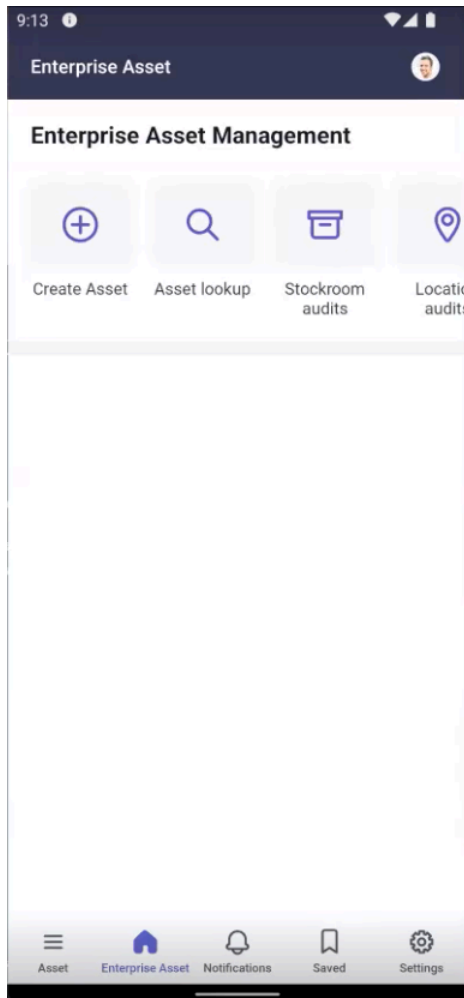 9:13
Enterprise Asset
Enterprise Asset Management
Create Asset
Asset lookup
Stockroom
audits
audits
Asset
Enterprise Asset
Notifications
Saved
Settings